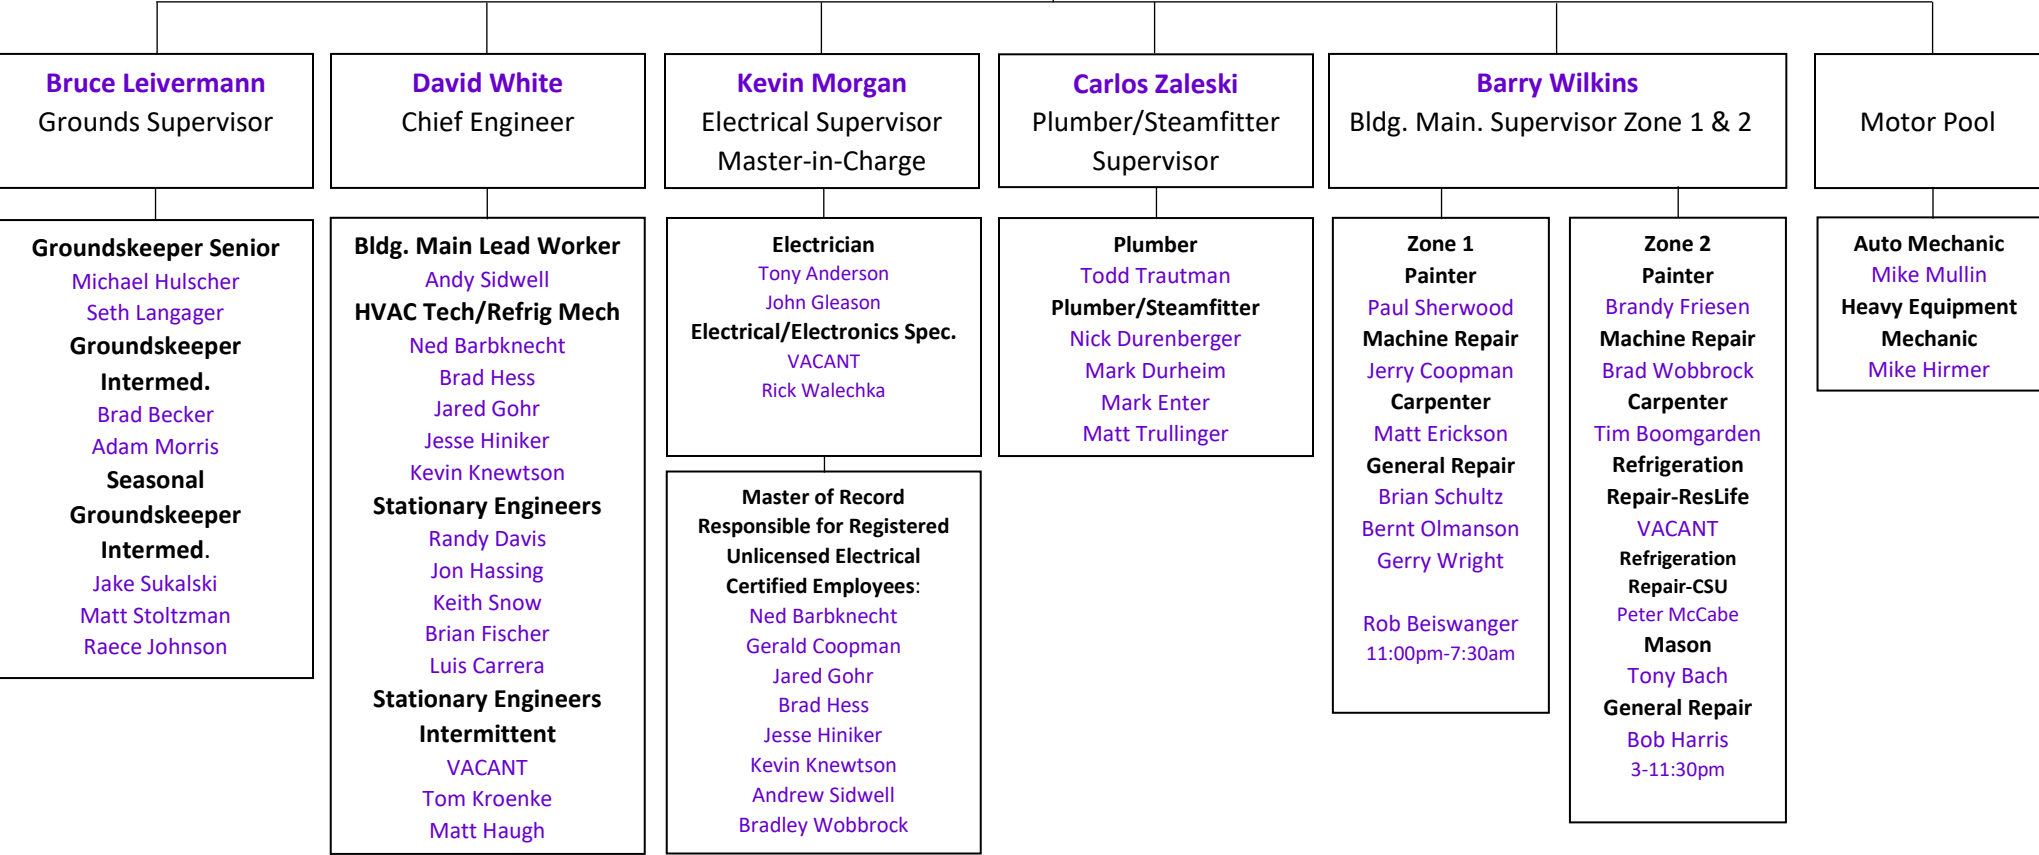 Bruce Leivermann
Grounds Supervisor
David White
Chief Engineer
Kevin Morgan
Electrical Supervisor
Master-in-Charge
Carlos Zaleski
Plumber/Steamfitter
Supervisor
Barry Wilkins
Bldg. Main. Supervisor Zone 1 & 2
Motor Pool
Groundskeeper Senior
Michael Hulscher
Seth Langager
Groundskeeper
Intermed.
Brad Becker
Adam Morris
Seasonal
Groundskeeper
Intermed.
Jake Sukalski
Matt Stoltzman
Raece Johnson
Bldg. Main Lead Worker
Andy Sidwell
HVAC Tech/Refrig Mech
Ned Barbknecht
Brad Hess
Jared Gohr
Jesse Hiniker
Kevin Knewtson
Stationary Engineers
Randy Davis
Jon Hassing
Keith Snow
Brian Fischer
Luis Carrera
Stationary Engineers
Intermittent
VACANT
Tom Kroenke
Matt Haugh
Electrician
Tony Anderson
John Gleason
Electrical/Electronics Spec.
VACANT
Rick Walechka
Master of Record
Responsible for Registered
Unlicensed Electrical
Certified Employees:
Ned Barbknecht
Gerald Coopman
Jared Gohr
Brad Hess
Jesse Hiniker
Kevin Knewtson
Andrew Sidwell
Bradley Wobbrock
Plumber
Todd Trautman
Plumber/Steamfitter
Nick Durenberger
Mark Durheim
Mark Enter
Matt Trullinger
Zone 1
Painter
Paul Sherwood
Machine Repair
Jerry Coopman
Carpenter
Matt Erickson
General Repair
Brian Schultz
Bernt Olmanson
Gerry Wright
Rob Beiswanger
11:00pm-7:30am
Zone 2
Painter
Brandy Friesen
Machine Repair
Brad Wobbrock
Carpenter
Tim Boomgarden
Refrigeration
Repair-ResLife
VACANT
Refrigeration
Repair-CSU
Peter McCabe
Mason
Tony Bach
General Repair
Bob Harris
3-11:30pm
Auto Mechanic
Mike Mullin
Heavy Equipment
Mechanic
Mike Hirmer